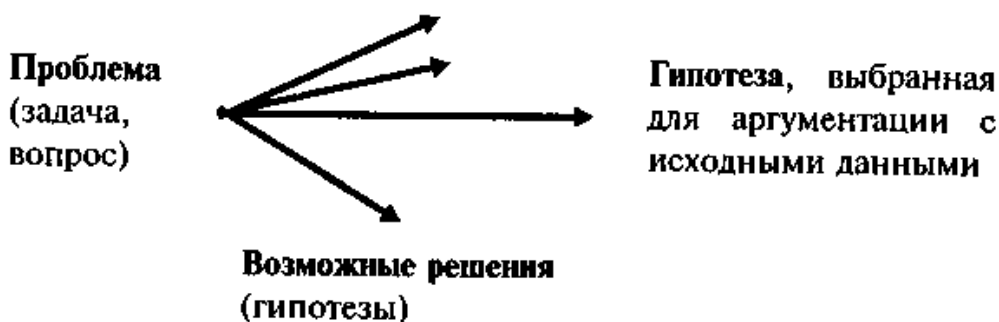 Проблема
(задача,
вопрос)
Гипотеза, выбранная
для аргументации с
исходными данными
Возможные решения
(гипотезы)